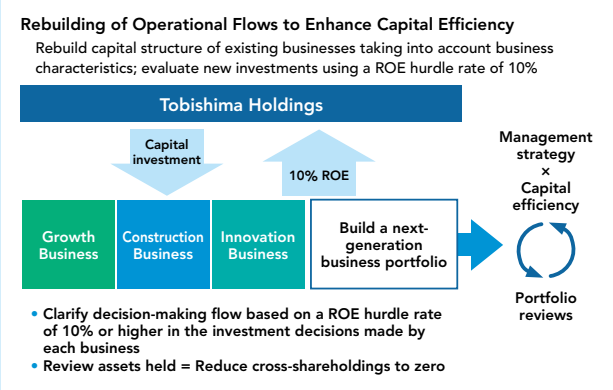 Rebuilding of Operational Flows to Enhance Capital Efficiency
Rebuild capital structure of existing businesses taking into account business
characteristics; evaluate new investments using a ROE hurdle rate of 10%
Tobishima Holdings
Capital
investment
10% ROE
Growth
Business
Construction
Business
Innovation
Business
Build a next-
generation
business portfolio
Management
strategy
×
Capital
efficiency
Portfolio
reviews
• Clarify decision-making flow based on a ROE hurdle rate
of 10% or higher in the investment decisions made by
each business
• Review assets held = Reduce cross-shareholdings to zero